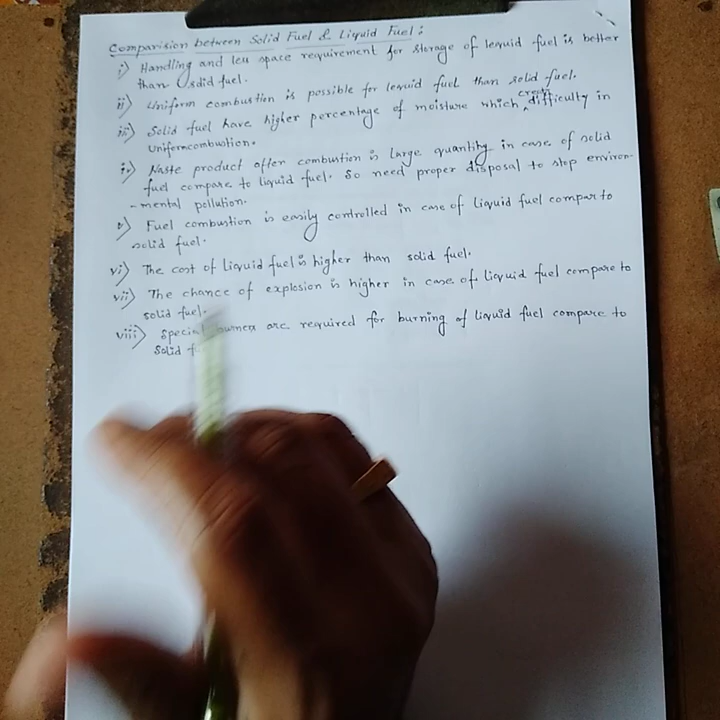 Comparision between Solid Fuel & Liquid Fuel :
i) Handling and less space requirement for storage of lequid fuel is better
than solid fuel.
ii) Uniform combustion is possible for lequid fuel than solid fuel.
iii) Solid fuel have higher percentage of moisture which create difficulty in
Uniform combustion.
iv) Waste product after combustion is large quantity in case of solid
fuel compare to liquid fuel. So need proper disposal to stop environ-
-mental pollution.
v) Fuel combustion is easily controlled in case of liquid fuel compar to
solid fuel.
vi) The cost of liquid fuel is higher than solid fuel.
vii) The chance of explosion is higher in case of liquid fuel compare to
solid fuel.
viii) Special are required for burning of liquid fuel compare to
Solid